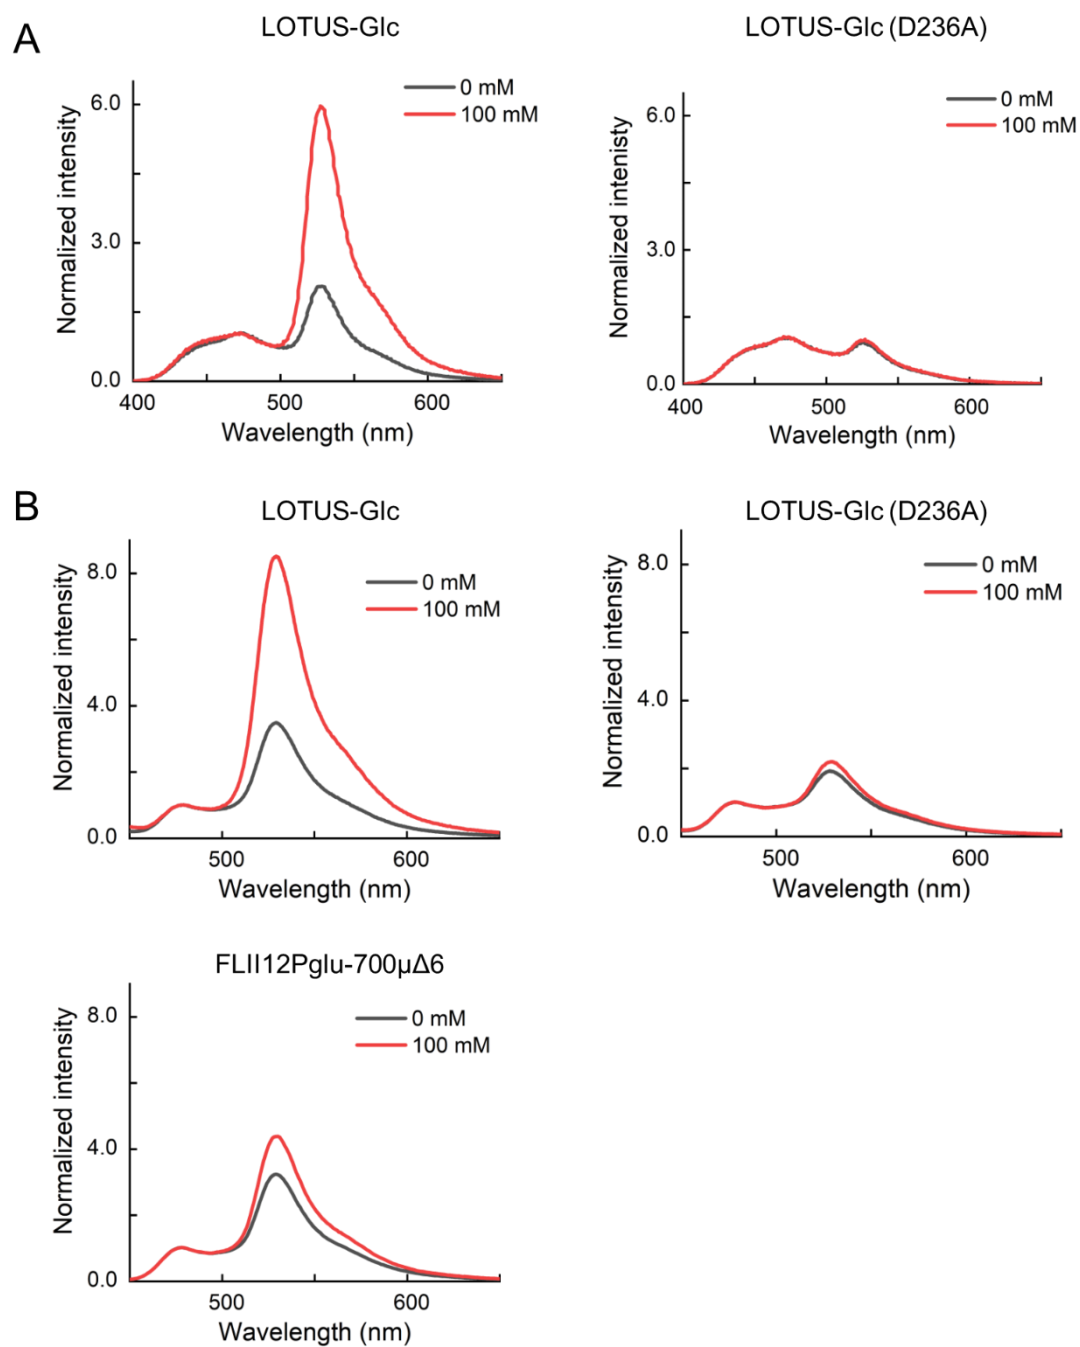 A
LOTUS-Glc
LOTUS-Glc (D236A)
0 mM
100 mM
0 mM
100 mM
6.0
3.0
0.0
Normalized intensity
400
500
600
Wavelength (nm)
6.0
3.0
0.0
Normalized intenisty
400
500
600
Wavelength (nm)
B
LOTUS-Glc
LOTUS-Glc (D236A)
0 mM
100 mM
0 mM
100 mM
8.0
4.0
0.0
Normalized intensity
500
600
Wavelength (nm)
8.0
4.0
0.0
Normalized intensity
500
600
Wavelength (nm)
FLII12Pglu-700μΔ6
0 mM
100 mM
8.0
4.0
0.0
Normalized intensity
500
600
Wavelength (nm)